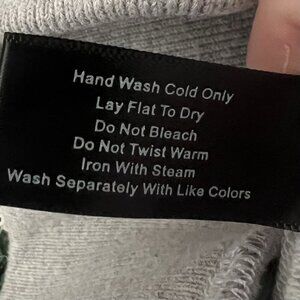 Hand Wash Cold Only
Lay Flat To Dry
Do Not Bleach
Do Not Twist Warm
Iron With Steam
Wash Separately With Like Colors